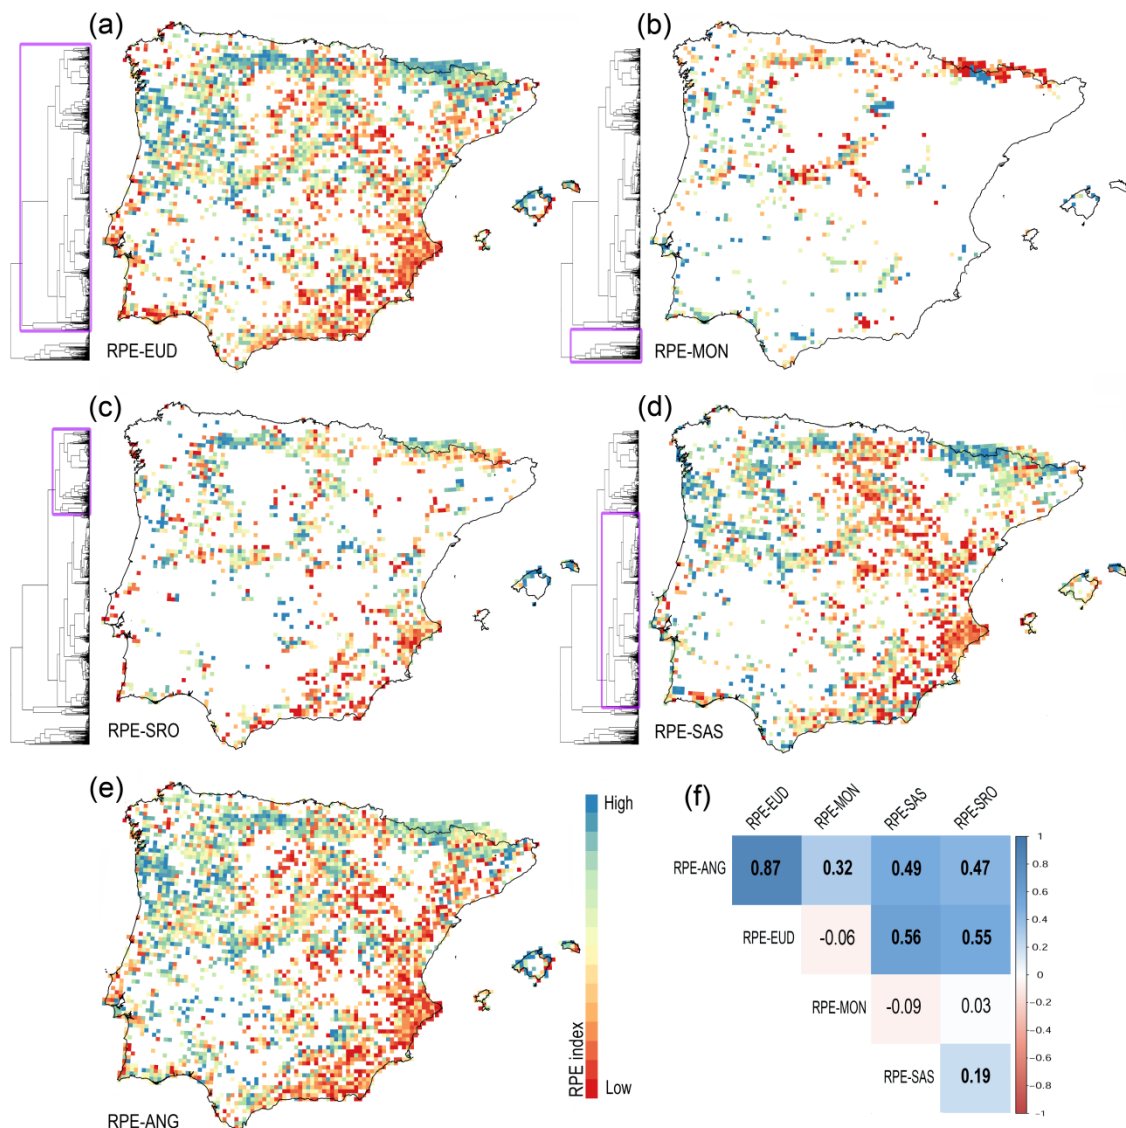 (a)
RPE-EUD
(b)
RPE-MON
(c)
RPE-SRO
(d)
RPE-SAS
(e)
RPE-ANG
High
RPE index
Low
(f)
RPE-EUD RPE-MON RPE-SAS RPE-SRO
RPE-ANG 0.87 0.32 0.49 0.47
RPE-EUD -0.06 0.56 0.55
RPE-MON -0.09 0.03
RPE-SAS 0.19
1
0.8
0.6
0.4
0.2
0
-0.2
-0.4
-0.6
-0.8
-1